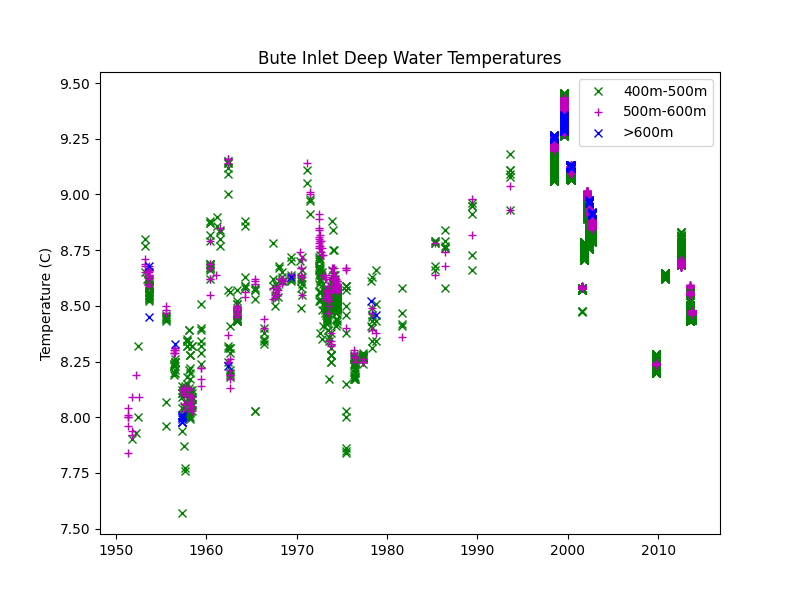 Bute Inlet Deep Water Temperatures
400m-500m
500m-600m
>600m
Temperature (C)
9.50
9.25
9.00
8.75
8.50
8.25
8.00
7.75
7.50
1950 1960 1970 1980 1990 2000 2010